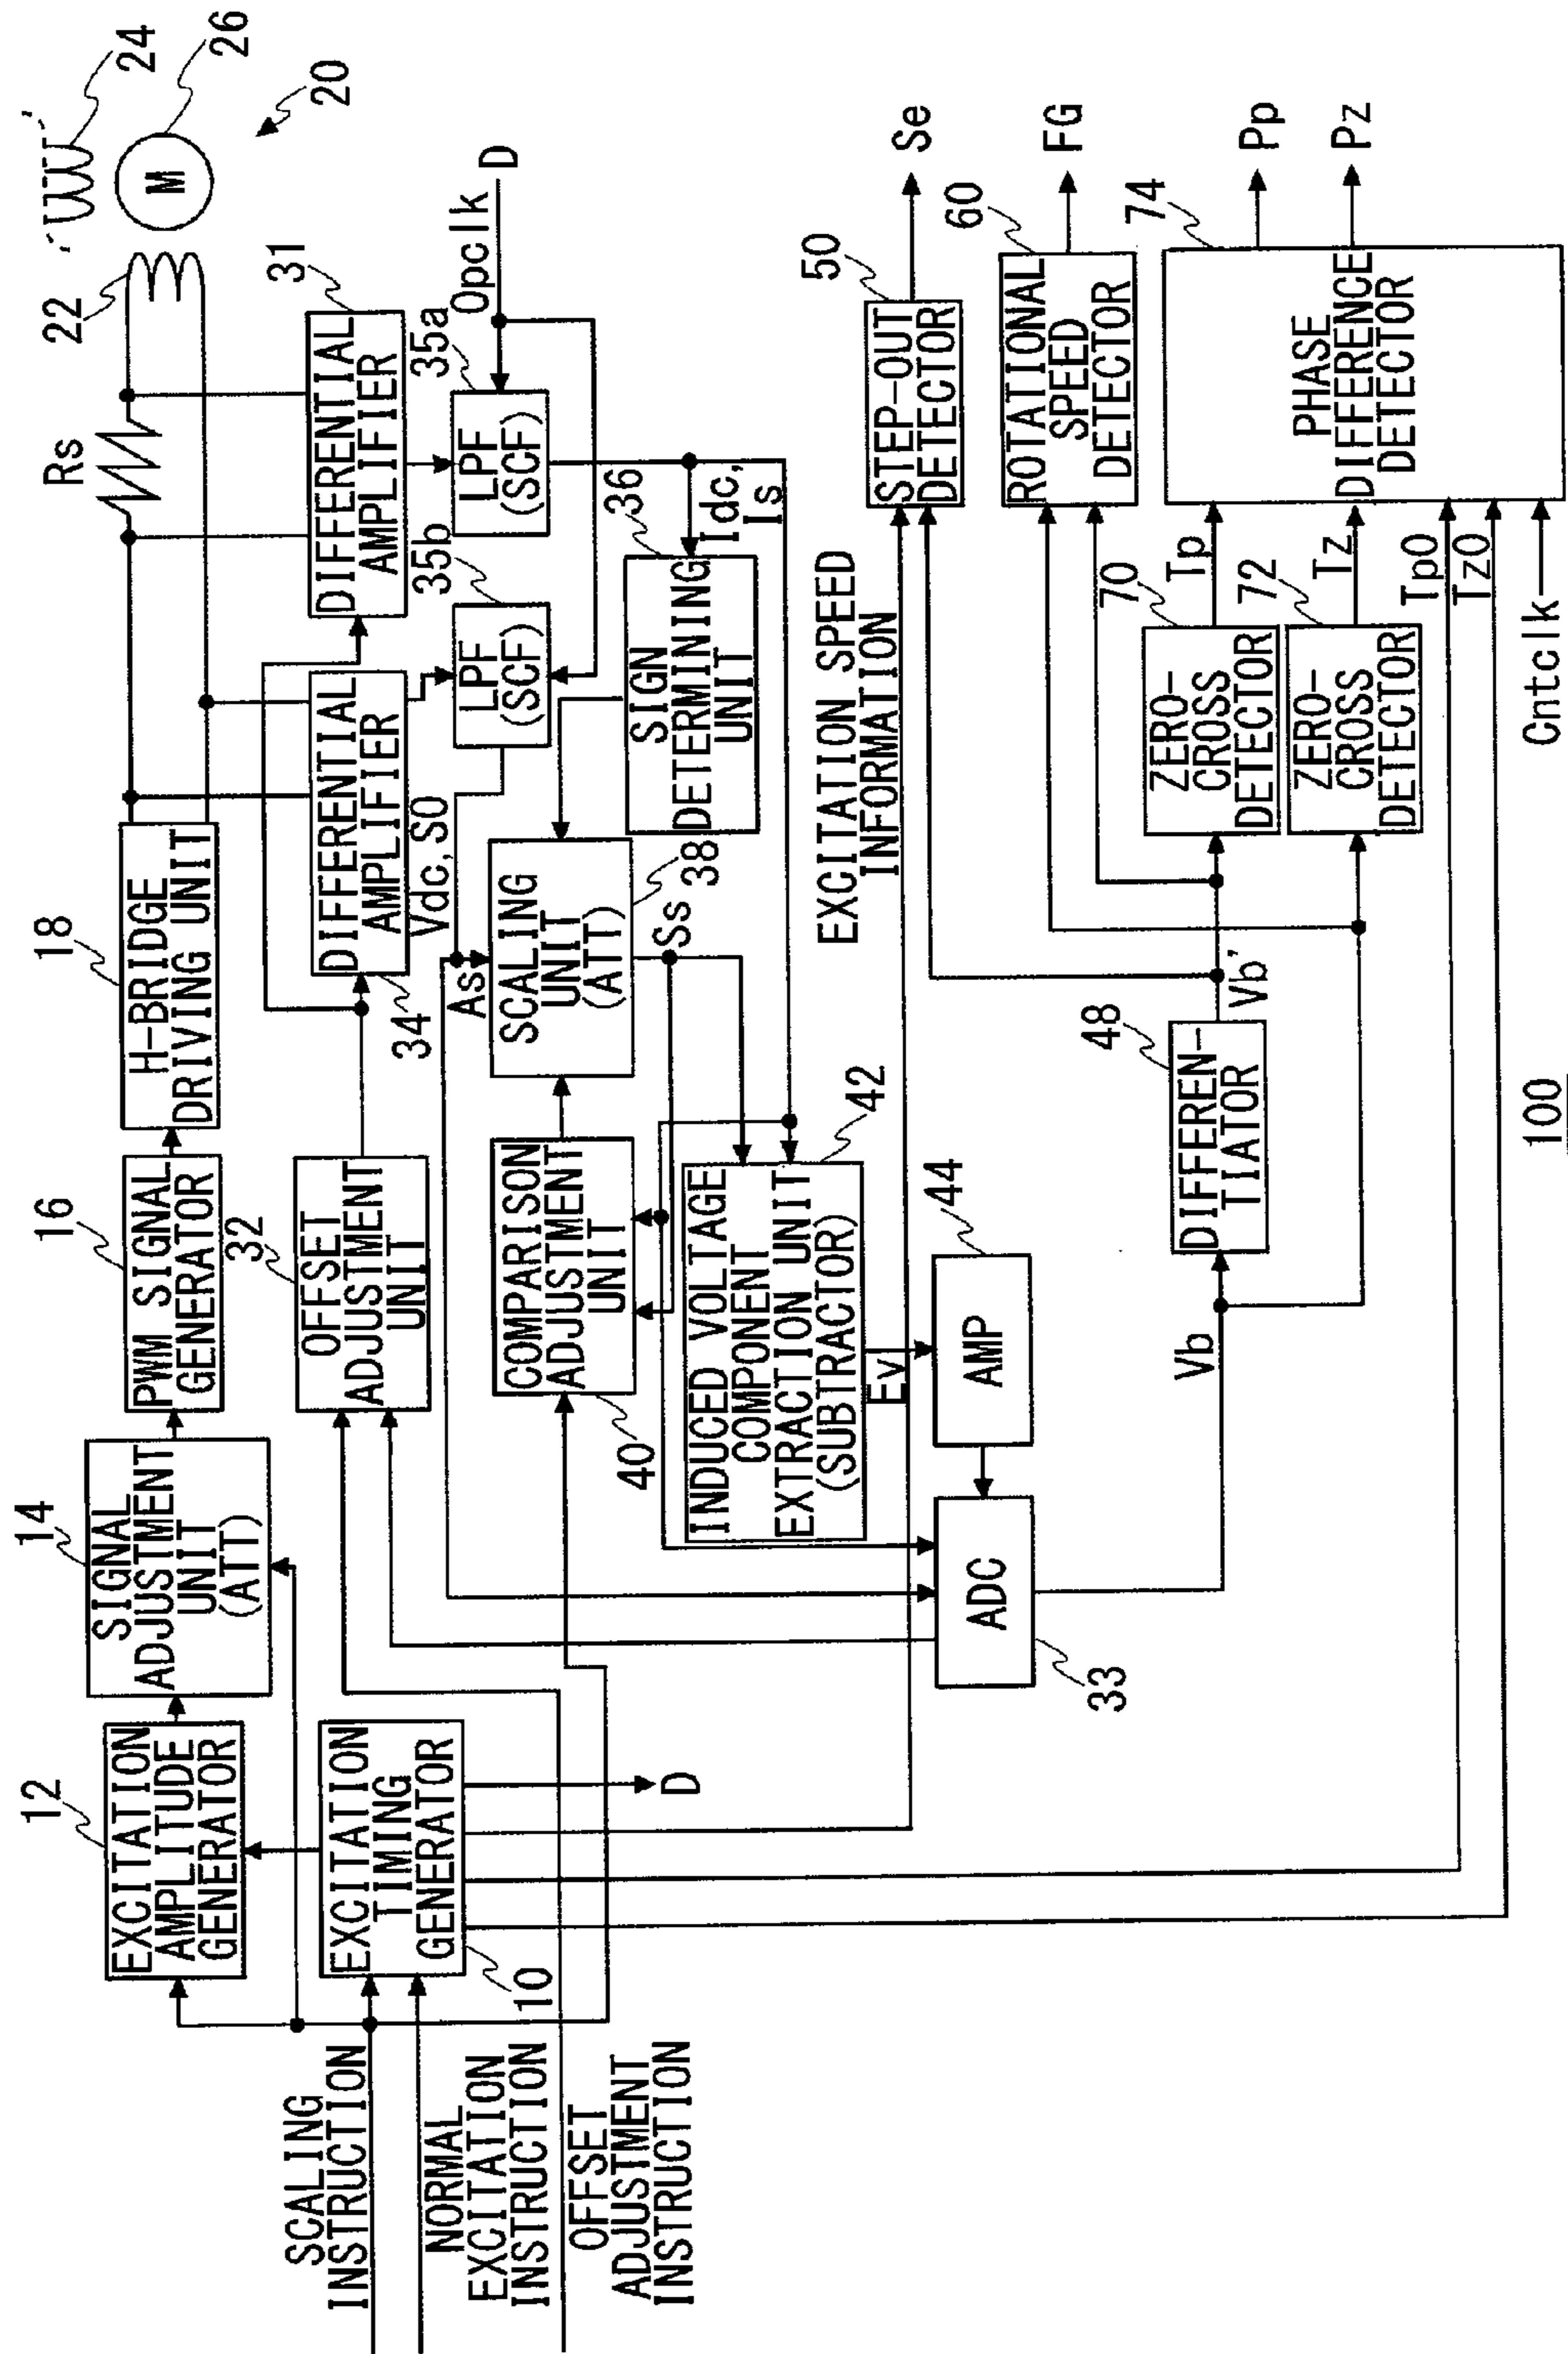 24
26
20
22
Rs
18
H-BRIDGE
DRIVING UNIT
16
PWM SIGNAL
GENERATOR
14
SIGNAL
ADJUSTMENT
UNIT
(ATT)
12
EXCITATION
AMPLITUDE
GENERATOR
M
31
DIFFERENTIAL
AMPLIFIER
34
DIFFERENTIAL
AMPLIFIER
32
OFFSET
ADJUSTMENT
UNIT
EXCITATION
TIMING
GENERATOR
10
SCALING
INSTRUCTION
NORMAL
EXCITATION
INSTRUCTION
OFFSET
ADJUSTMENT
INSTRUCTION
D
Opclk
D
35a
LPF
(SCF)
35b
LPF
(SCF)
Vdc,S0
As
SCALING
UNIT
(ATT)
38
Ss
36
SIGN
DETERMINING
UNIT
Idc,
Is
COMPARISON
ADJUSTMENT
UNIT
40
INDUCED VOLTAGE
COMPONENT
EXTRACTION UNIT
(SUBTRACTOR)
42
Ev
44
AMP
ADC
33
EXCITATION SPEED
INFORMATION
50
STEP-OUT
DETECTOR
Se
60
ROTATIONAL
SPEED
DETECTOR
FG
Vb
48
DIFFEREN-
TIATOR
Vb'
70
ZERO-
CROSS
DETECTOR
Tp
72
ZERO-
CROSS
DETECTOR
Tz
Tp0
Tz0
Cntclk
74
PHASE
DIFFERENCE
DETECTOR
Pp
Pz
100